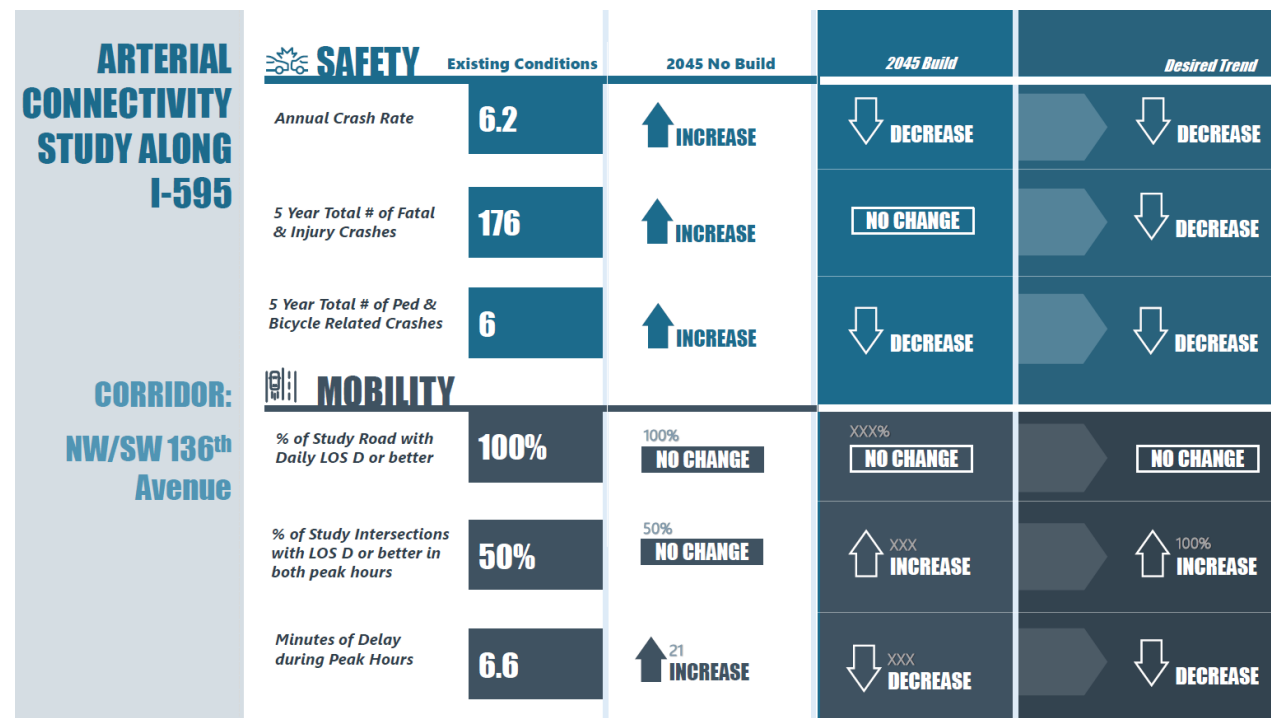 ARTERIAL
CONNECTIVITY
STUDY ALONG
I-595
CORRIDOR:
NW/SW 136th
Avenue
SAFETY
Existing Conditions
2045 No Build
2045 Build
Desired Trend
Annual Crash Rate
6.2
INCREASE
DECREASE
DECREASE
5 Year Total # of Fatal
& Injury Crashes
176
INCREASE
NO CHANGE
DECREASE
5 Year Total # of Ped &
Bicycle Related Crashes
6
INCREASE
DECREASE
DECREASE
MOBILITY
% of Study Road with
Daily LOS D or better
100%
100%
NO CHANGE
XXX%
NO CHANGE
NO CHANGE
% of Study Intersections
with LOS D or better in
both peak hours
50%
50%
NO CHANGE
XXX
INCREASE
100%
INCREASE
Minutes of Delay
during Peak Hours
6.6
21
INCREASE
XXX
DECREASE
DECREASE